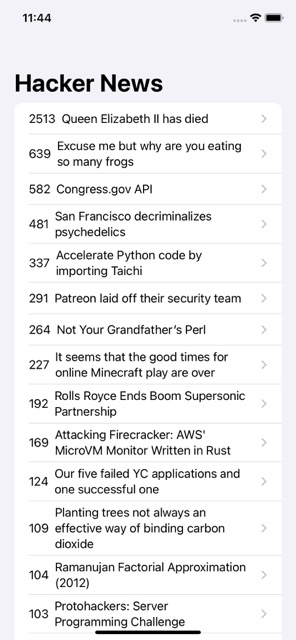 11:44
Hacker News
2513 Queen Elizabeth II has died
639 Excuse me but why are you eating
so many frogs
582 Congress.gov API
481 San Francisco decriminalizes
psychedelics
337 Accelerate Python code by
importing Taichi
291 Patreon laid off their security team
264 Not Your Grandfather's Perl
227 It seems that the good times for
online Minecraft play are over
192 Rolls Royce Ends Boom Supersonic
Partnership
169 Attacking Firecracker: AWS'
MicroVM Monitor Written in Rust
124 Our five failed YC applications and
one successful one
Planting trees not always an
109 effective way of binding carbon
dioxide
104 Ramanujan Factorial Approximation
(2012)
103 Protohackers: Server
Programming Challenge